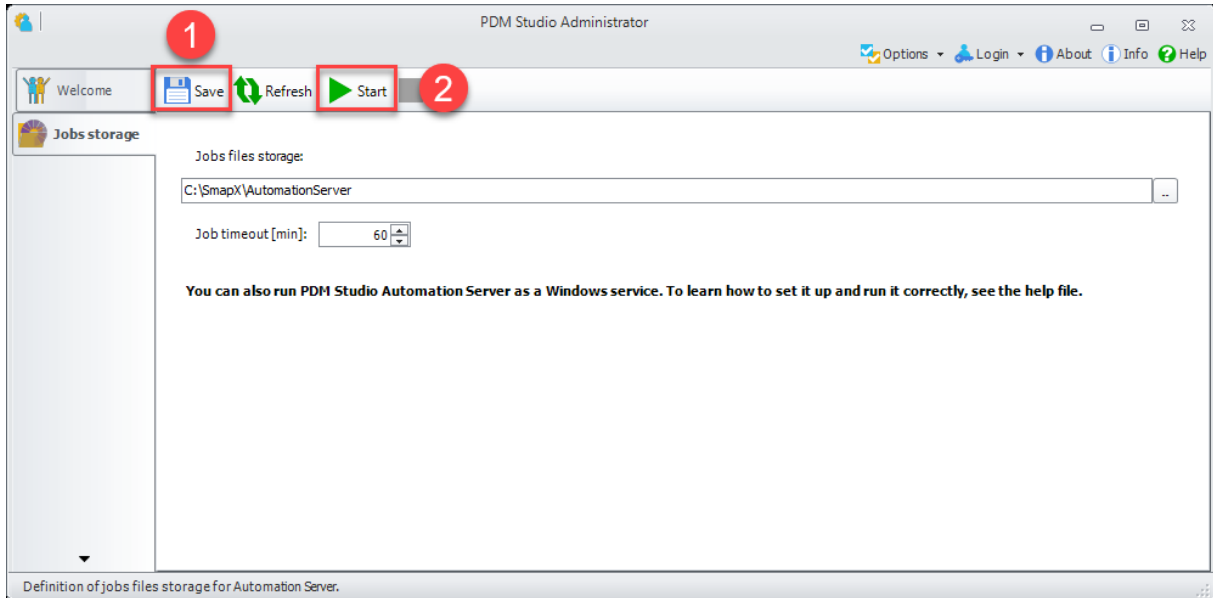 PDM Studio Administrator
1
Options Login About Info Help
Welcome Save Refresh Start 2
Jobs storage
Jobs files storage:
C:\SmapX\AutomationServer ..
Job timeout [min]: 60
You can also run PDM Studio Automation Server as a Windows service. To learn how to set it up and run it correctly, see the help file.
Definition of jobs files storage for Automation Server.